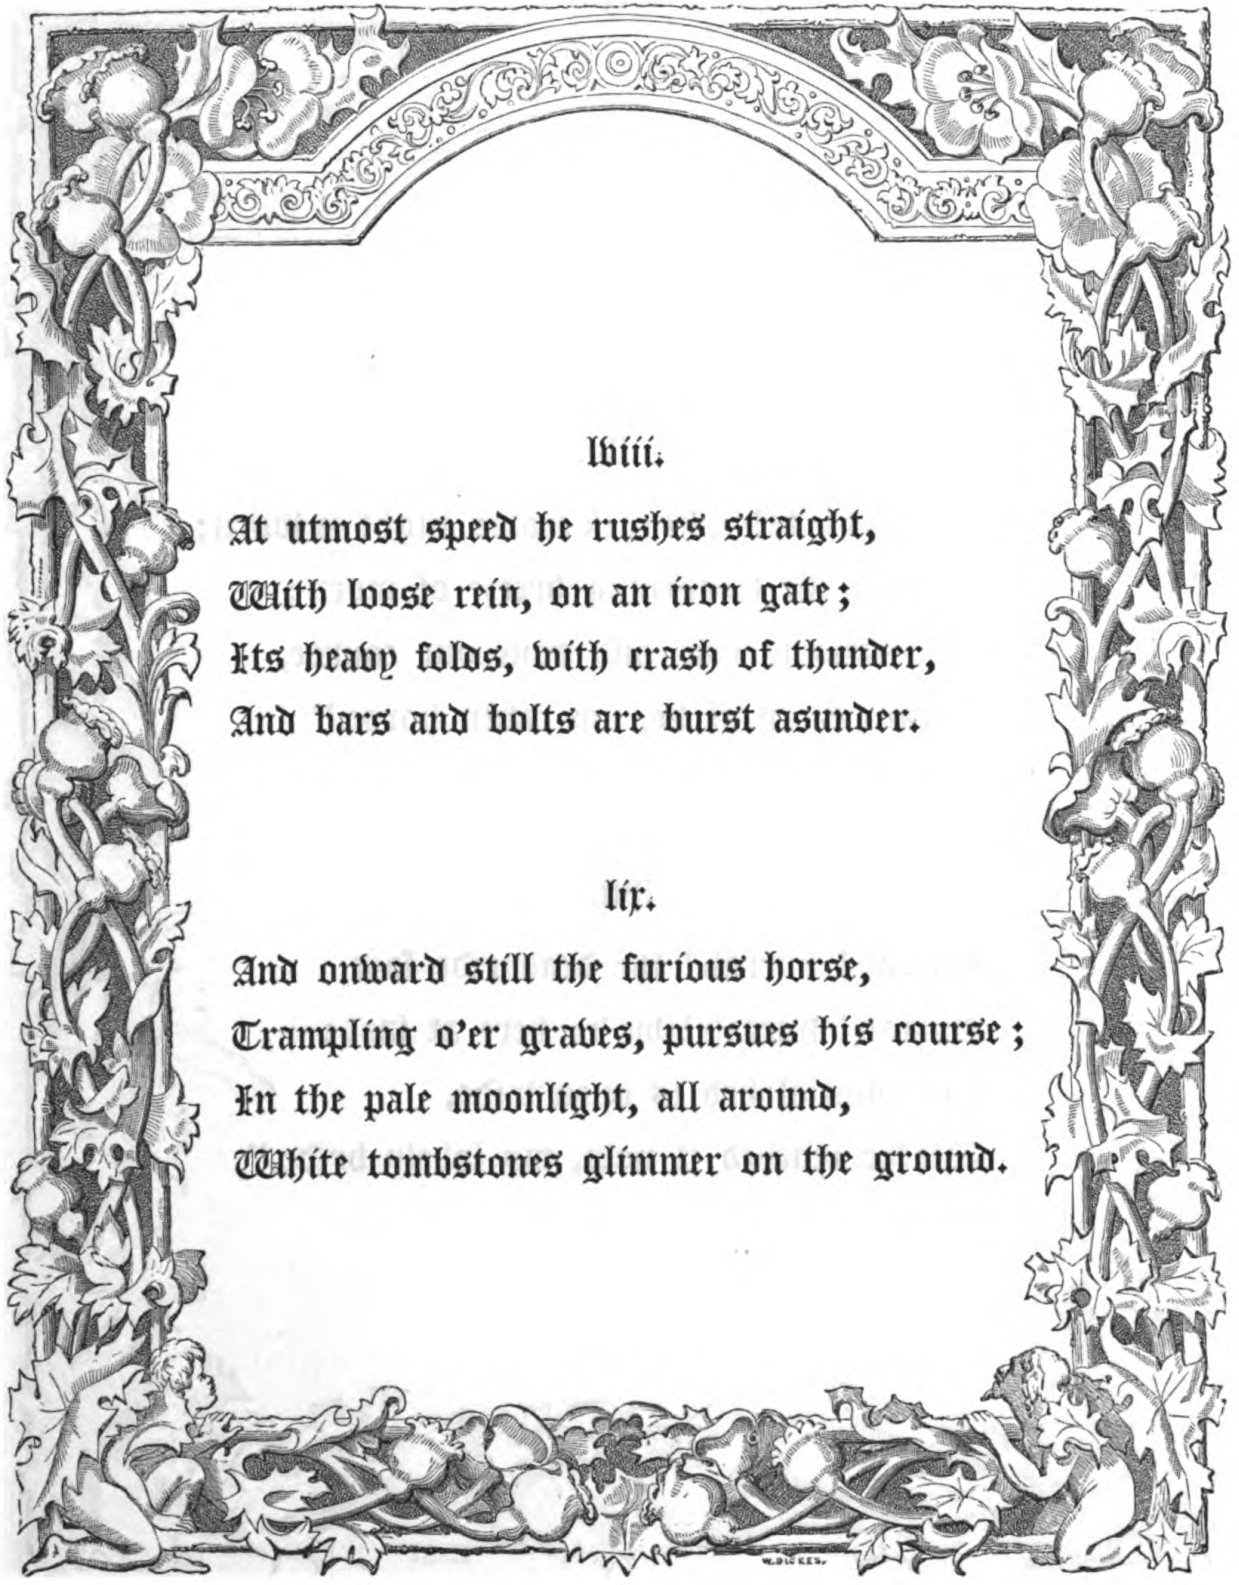 lviii.
At utmost speed he rushes straight,
With loose rein, on an iron gate;
Its heavy folds, with crash of thunder,
And bars and bolts are burst asunder.
lix.
And onward still the furious horse,
Trampling o'er graves, pursues his course;
In the pale moonlight, all around,
White tombstones glimmer on the ground.
W.DICKES.